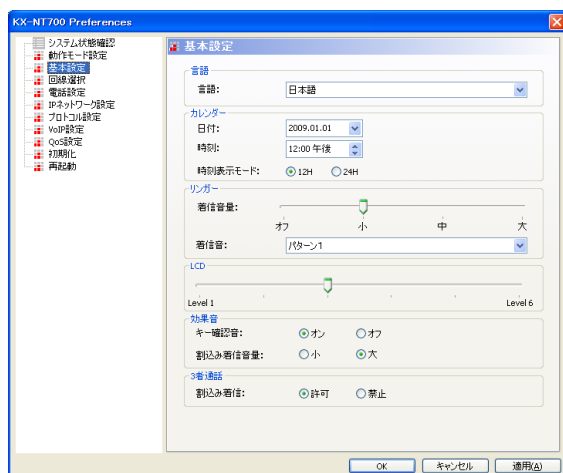 KX-NT700 Preferences
システム状態確認
動作モード設定
基本設定
回線選択
電話設定
IPネットワーク設定
プロトコル設定
VoIP設定
QoS設定
初期化
再起動
基本設定
言語
言語: 日本語
カレンダー
日付: 2009.01.01
時刻: 12:00 午後
時刻表示モード: 12H 24H
リンガー
着信音量:
オフ 小 中 大
着信音: パターン1
LCD
Level 1 Level 6
効果音
キー確認音: オン オフ
割込み着信音量: 小 大
3者通話
割込み着信: 許可 禁止
OK キャンセル 適用(A)